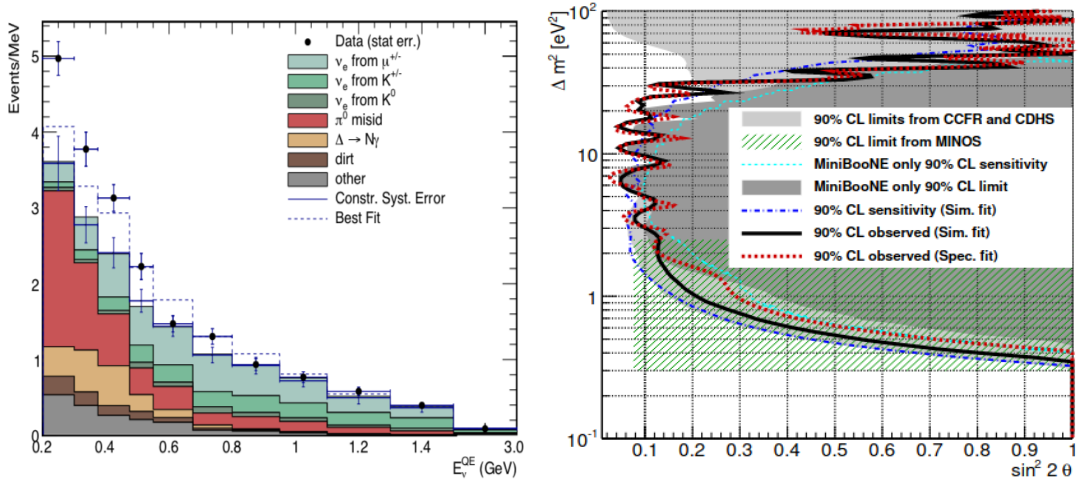 Events/MeV
5
4
3
2
1
0
Data (stat err.)
νe from μ+/-
νe from K+/-
νe from K0
π0 misid
Δ → Nγ
dirt
other
Constr. Syst. Error
Best Fit
0.2 0.4 0.6 0.8 1 1.2 1.4 3.0
EνQE (GeV)
Δ m2 [eV2]
102
10
1
10-1
90% CL limits from CCFR and CDHS
90% CL limit from MINOS
MiniBooNE only 90% CL sensitivity
MiniBooNE only 90% CL limit
90% CL sensitivity (Sim. fit)
90% CL observed (Sim. fit)
90% CL observed (Spec. fit)
0.1 0.2 0.3 0.4 0.5 0.6 0.7 0.8 0.9 1
sin2 2 θ